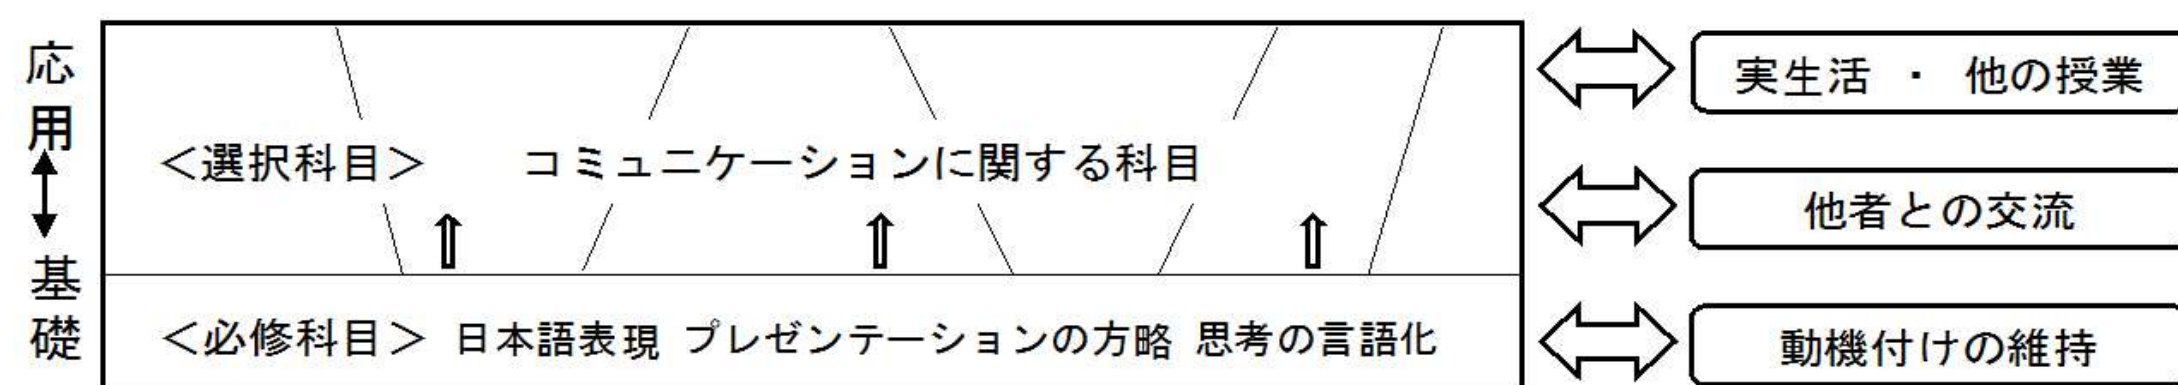 応用
基礎
＜選択科目＞ コミュニケーションに関する科目
＜必修科目＞ 日本語表現 プレゼンテーションの方略 思考の言語化
実生活 ・ 他の授業
他者との交流
動機付けの維持